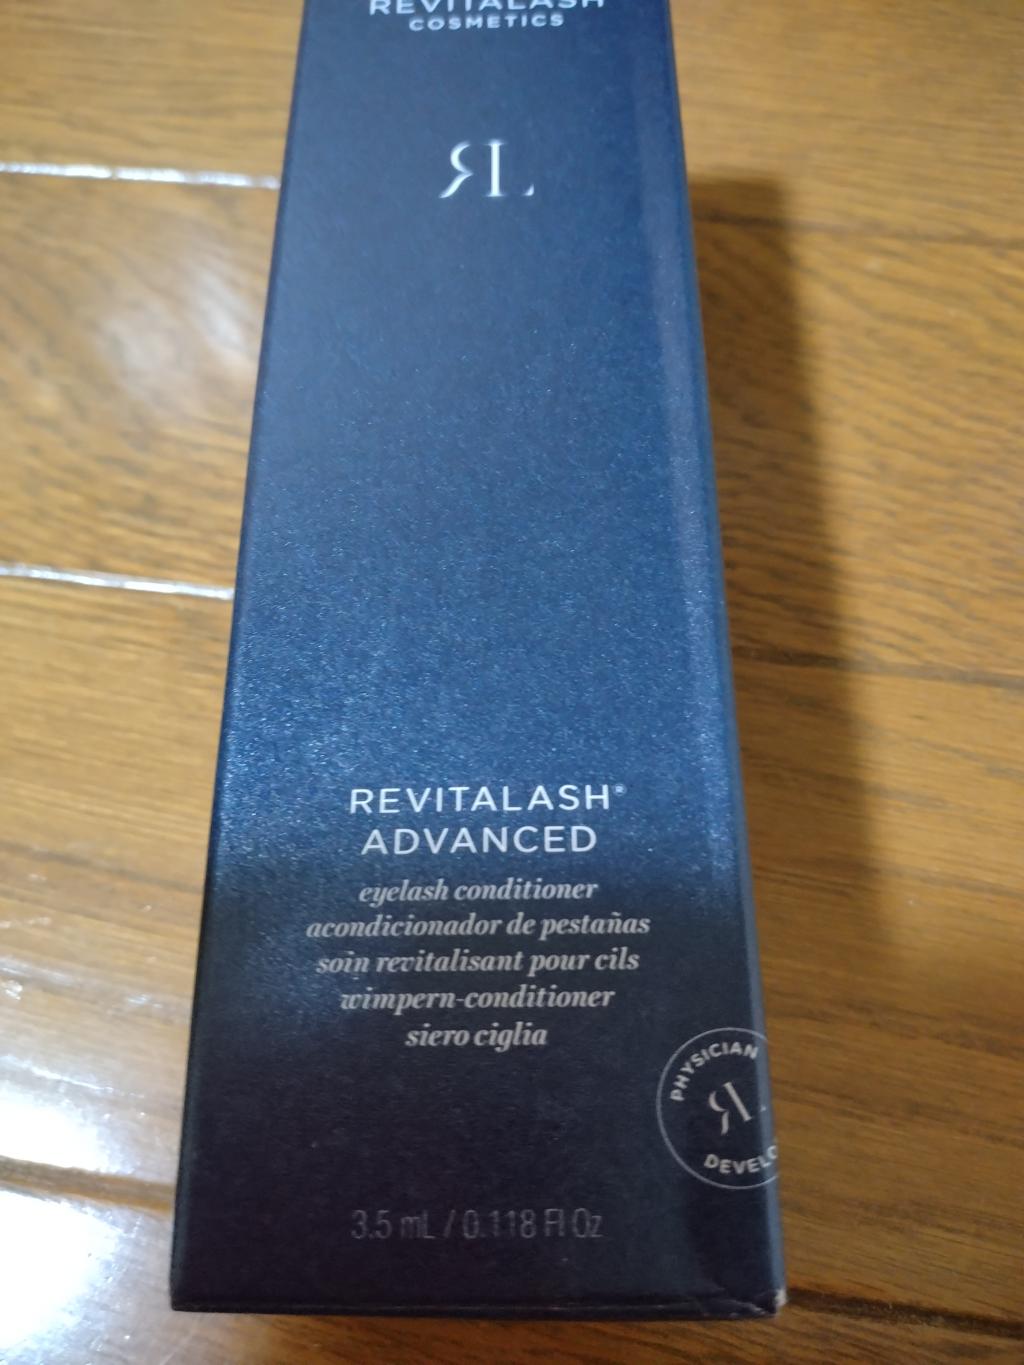 REVITALASH
COSMETICS
RL
REVITALASH®
ADVANCED
eyelash conditioner
acondicionador de pestañas
soin revitalisant pour cils
wimpern-conditioner
siero ciglia
PHYSICIAN
RL
3.5 mL / 0.118 Fl Oz